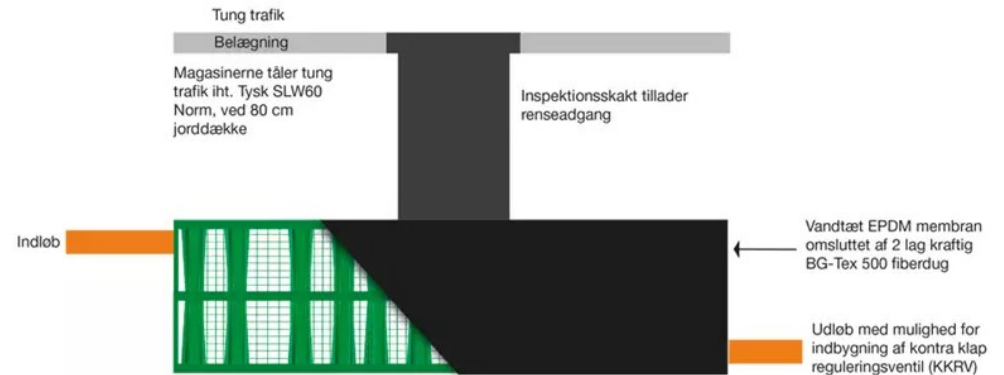 Tung trafik
Belægning
Magasinerne tåler tung
trafik iht. Tysk SLW60
Norm, ved 80 cm
jorddække
Inspektionsskakt tillader
renseadgang
Indløb
Vandtæt EPDM membran
omsluttet af 2 lag kraftig
BG-Tex 500 fiberdug
Udløb med mulighed for
indbygning af kontra klap
reguleringsventil (KKRV)